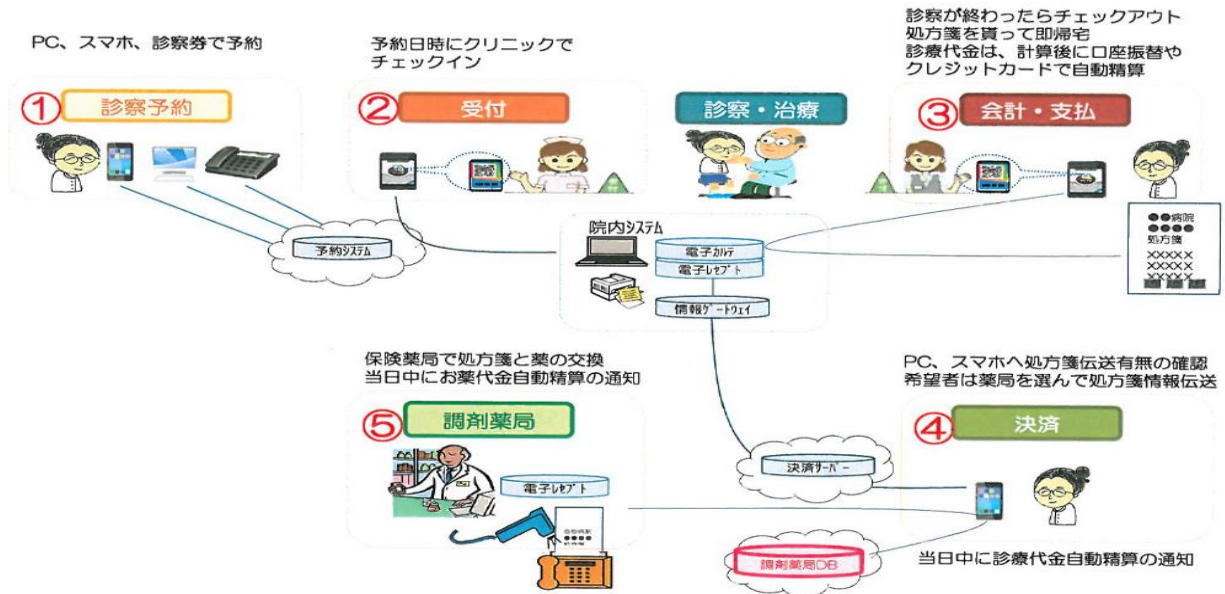 PC、スマホ、診察券で予約
① 診察予約
予約システム
予約日時にクリニックで
チェックイン
② 受付
診察・治療
診察が終わったらチェックアウト
処方箋を貰って即帰宅
診療代金は、計算後に口座振替や
クレジットカードで自動精算
③ 会計・支払
●●病院
●●●●
処方箋
×××××
×××××
×××××
院内システム
電子カルテ
電子レセプト
情報ゲートウェイ
PC、スマホへ処方箋伝送有無の確認
希望者は薬局を選んで処方箋情報伝送
④ 決済
決済サーバー
調剤薬局DB
当日中に診療代金自動精算の通知
保険薬局で処方箋と薬の交換
当日中にお薬代金自動精算の通知
⑤ 調剤薬局
電子レセプト